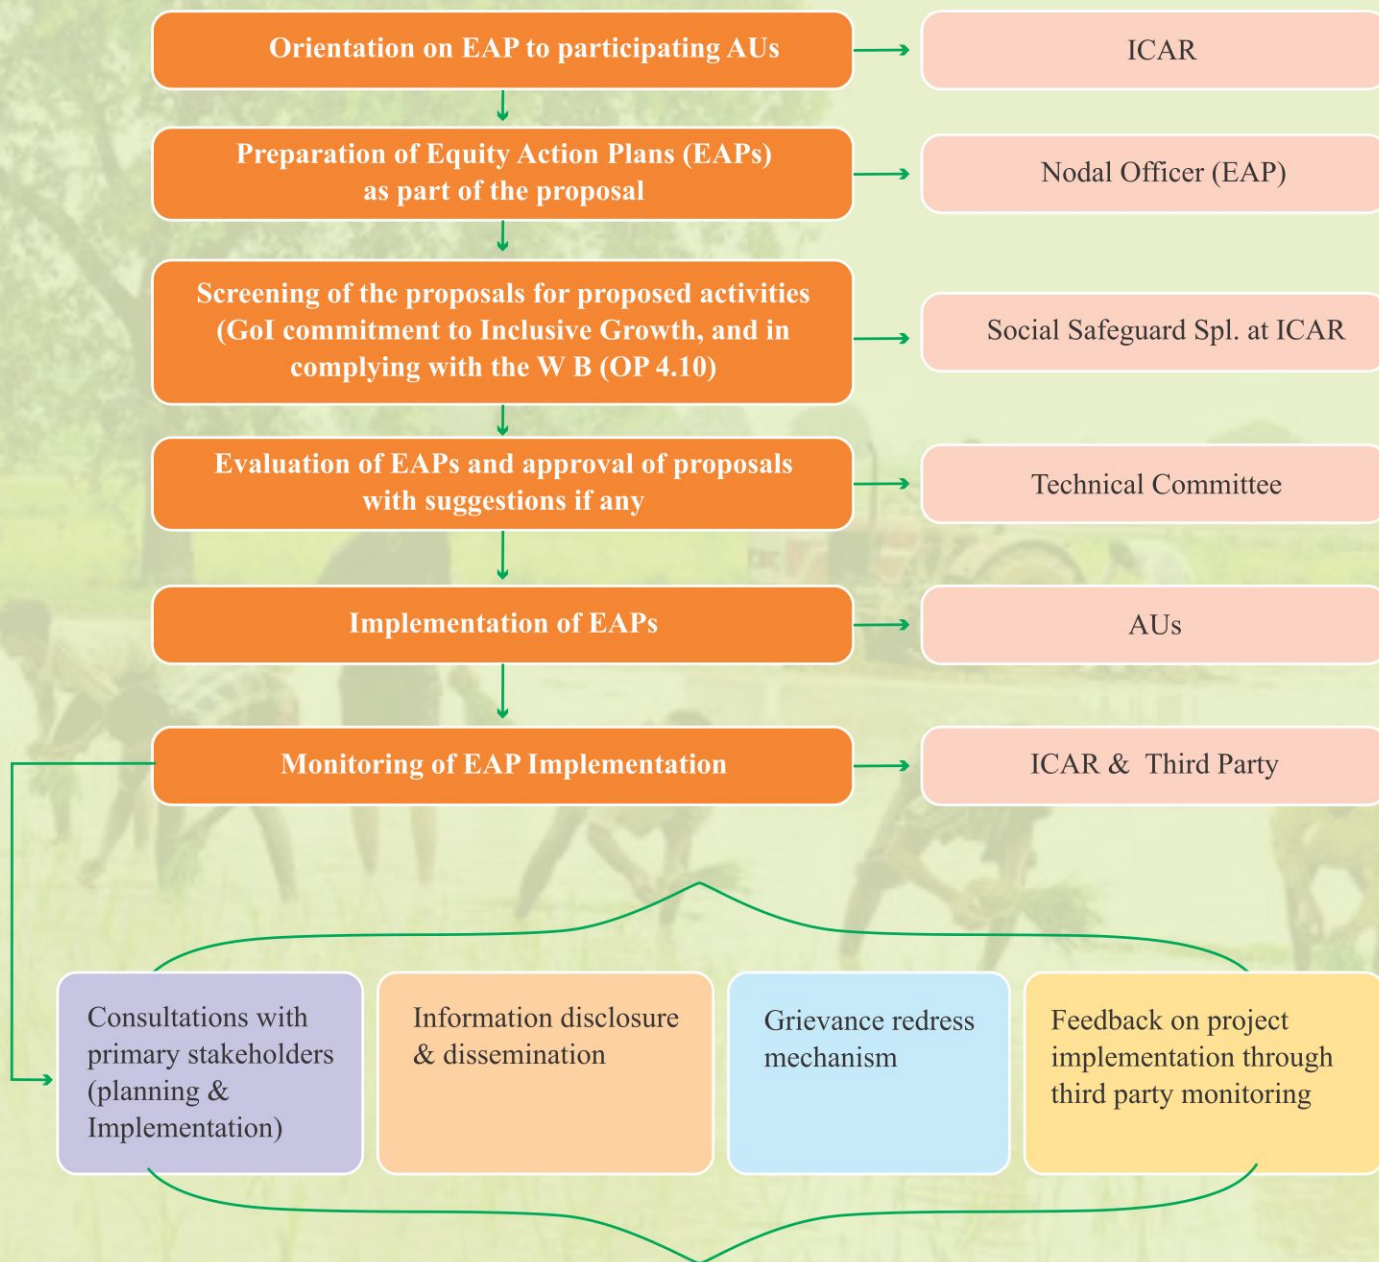 Orientation on EAP to participating AUs
ICAR
Preparation of Equity Action Plans (EAPs)
as part of the proposal
Nodal Officer (EAP)
Screening of the proposals for proposed activities
(GoI commitment to Inclusive Growth, and in
complying with the W B (OP 4.10)
Social Safeguard Spl. at ICAR
Evaluation of EAPs and approval of proposals
with suggestions if any
Technical Committee
Implementation of EAPs
AUs
Monitoring of EAP Implementation
ICAR & Third Party
Consultations with
primary stakeholders
(planning &
Implementation)
Information disclosure
& dissemination
Grievance redress
mechanism
Feedback on project
implementation through
third party monitoring